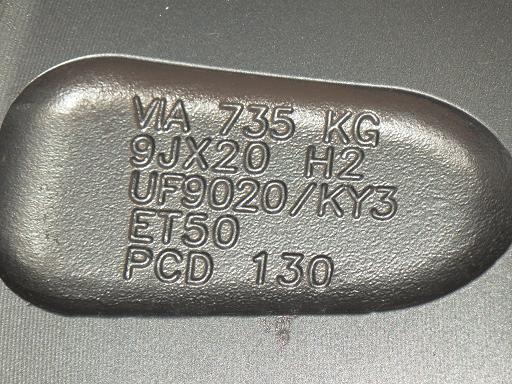 VIA 735 KG
9JX20 H2
UF9020/KY3
ET50
PCD 130